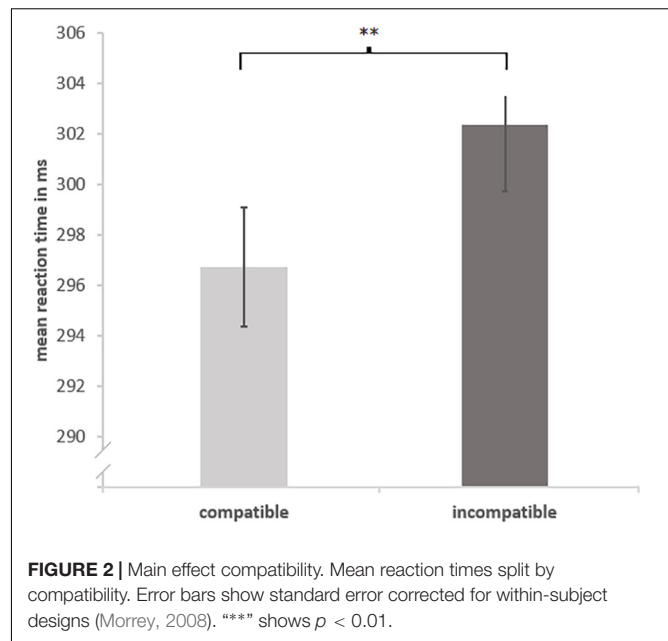 306
**
304
302
300
298
296
294
292
290
mean reaction time in ms
compatible incompatible
FIGURE 2 | Main effect compatibility. Mean reaction times split by
compatibility. Error bars show standard error corrected for within-subject
designs (Morrey, 2008). “**” shows p < 0.01.